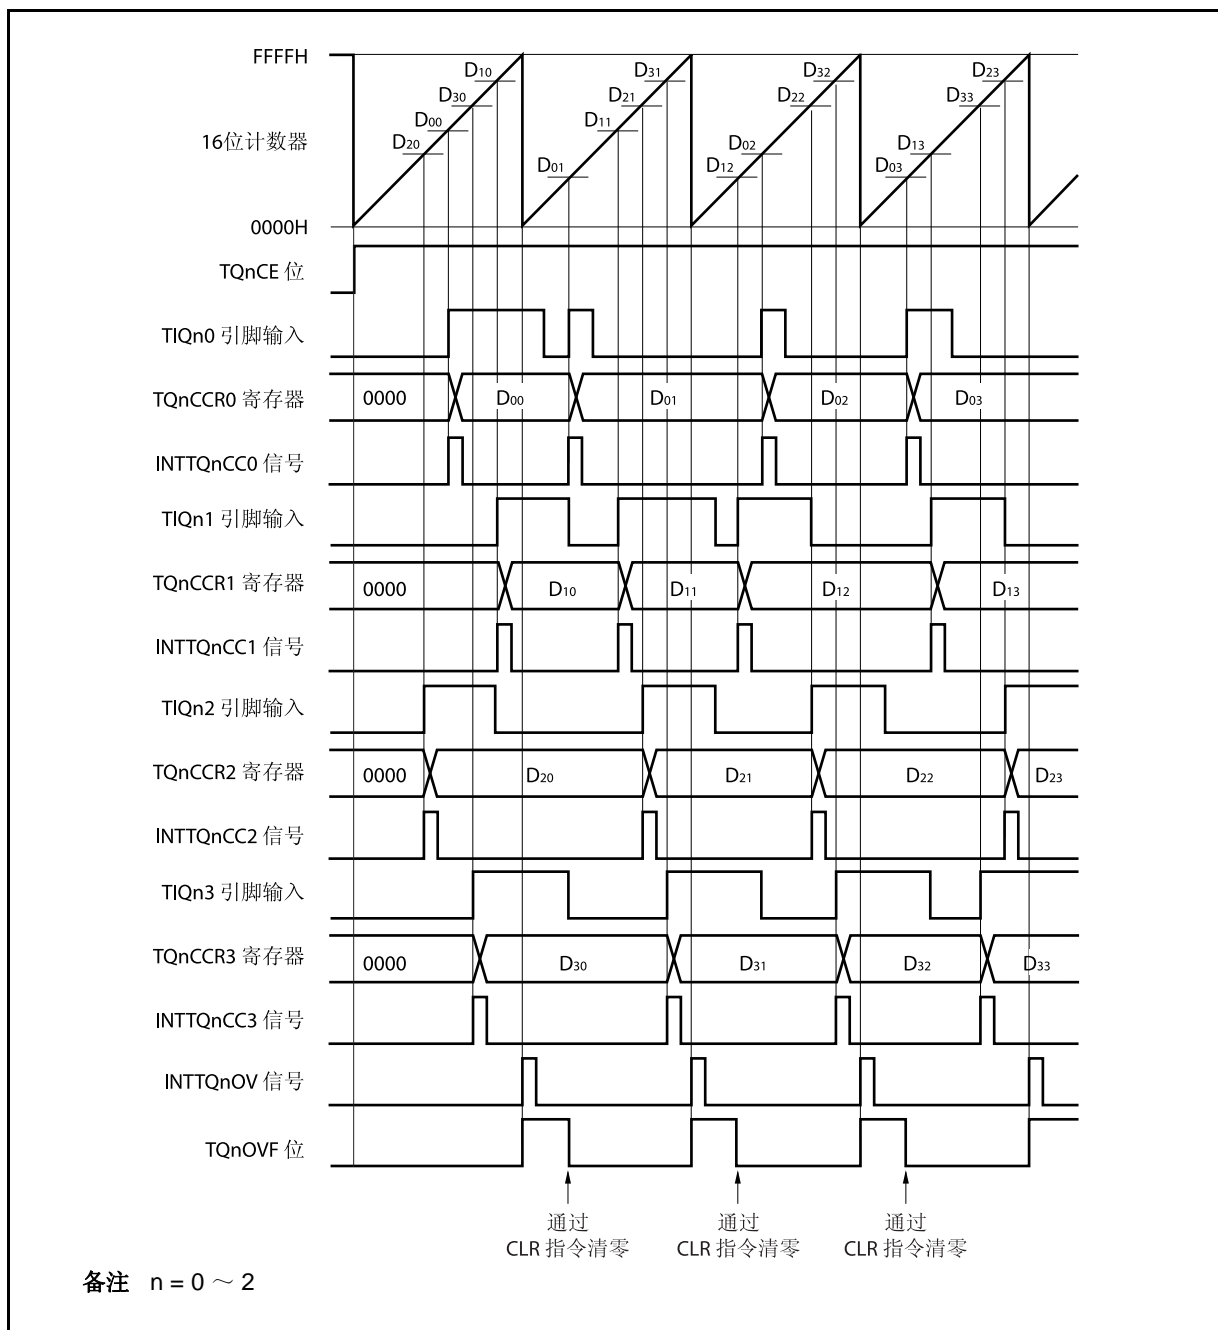 FFFFH
16位计数器
0000H
D10
D30
D00
D20
D31
D21
D11
D01
D32
D22
D02
D12
D23
D33
D13
D03
TQnCE 位
TIQn0 引脚输入
TQnCCR0 寄存器 0000 D00 D01 D02 D03
INTTQnCC0 信号
TIQn1 引脚输入
TQnCCR1 寄存器 0000 D10 D11 D12 D13
INTTQnCC1 信号
TIQn2 引脚输入
TQnCCR2 寄存器 0000 D20 D21 D22 D23
INTTQnCC2 信号
TIQn3 引脚输入
TQnCCR3 寄存器 0000 D30 D31 D32 D33
INTTQnCC3 信号
INTTQnOV 信号
TQnOVF 位
通过
CLR 指令清零
通过
CLR 指令清零
通过
CLR 指令清零
备注 n = 0 ～ 2